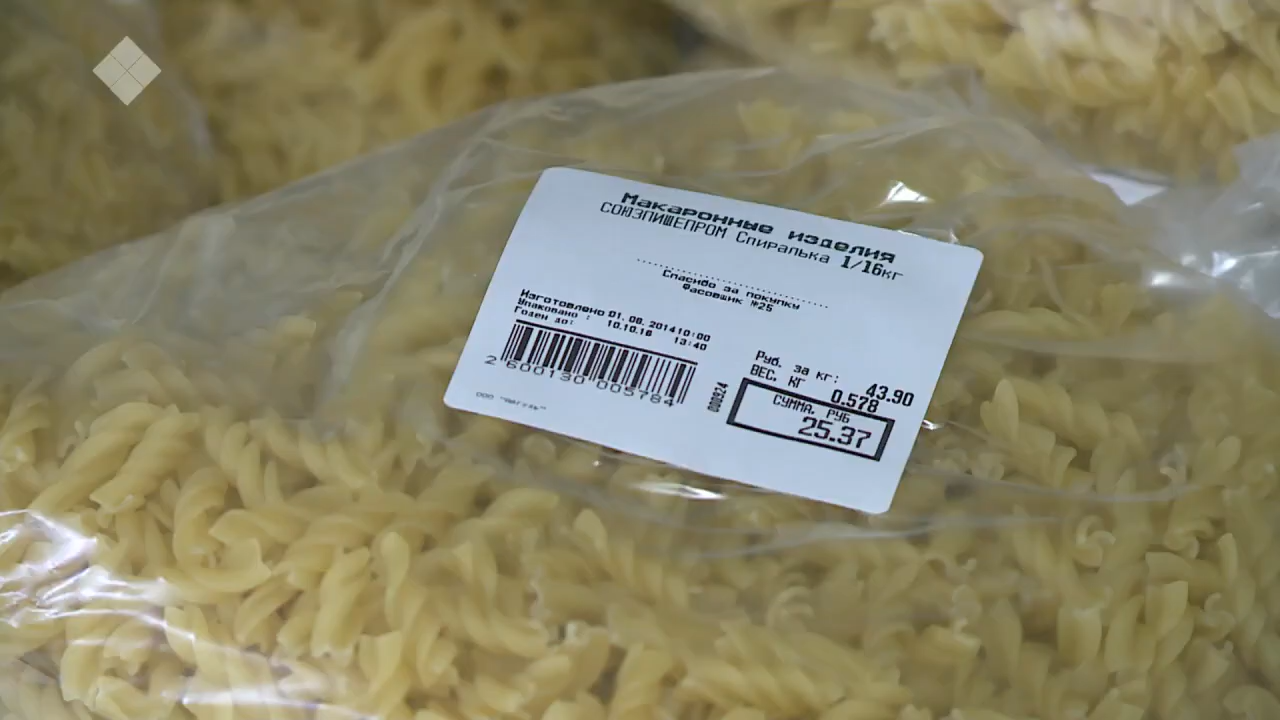 Макаронные изделия
СОЮЗПИЩЕПРОМ Спиралька 1/16кг
Спасибо за покупку
Фасовщик №25
Изготовлено 01.08.2014 10:00
Упаковано : 10.10.16 13:40
Годен до:
2 600130 005784
000924
Руб. за кг: 43.90
ВЕС, КГ 0.578
СУММА, РУБ
25.37
ООО